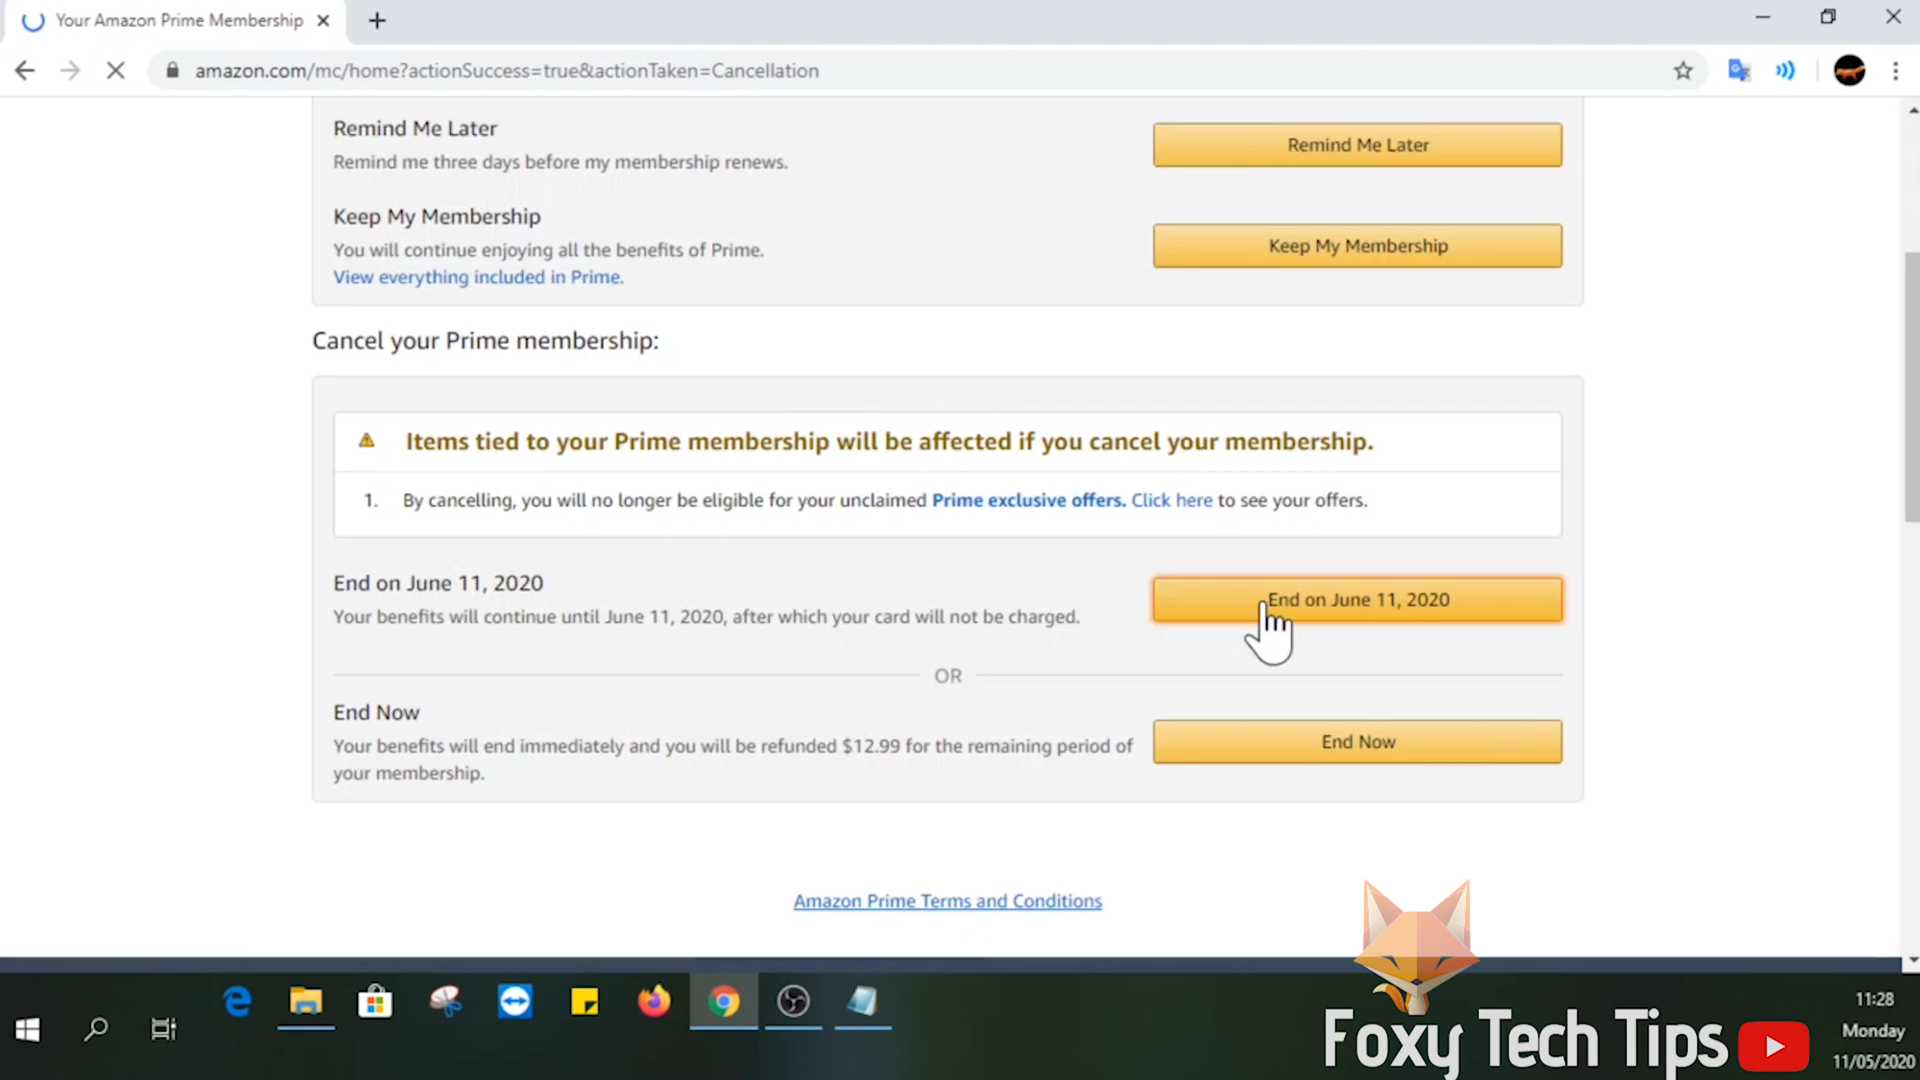 Your Amazon Prime Membership
amazon.com/mc/home?actionSuccess=true&actionTaken=Cancellation
Remind Me Later
Remind me three days before my membership renews.
Remind Me Later
Keep My Membership
You will continue enjoying all the benefits of Prime.
View everything included in Prime.
Keep My Membership
Cancel your Prime membership:
Items tied to your Prime membership will be affected if you cancel your membership.
1. By cancelling, you will no longer be eligible for your unclaimed Prime exclusive offers. Click here to see your offers.
End on June 11, 2020
Your benefits will continue until June 11, 2020, after which your card will not be charged.
End on June 11, 2020
OR
End Now
Your benefits will end immediately and you will be refunded $12.99 for the remaining period of
your membership.
End Now
Amazon Prime Terms and Conditions
Foxy Tech Tips
11:28
Monday
11/05/2020